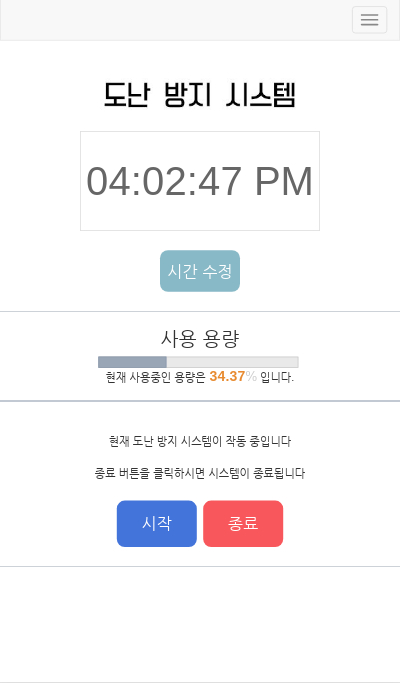 도난 방지 시스템
04:02:47 PM
시간 수정
사용 용량
현재 사용중인 용량은 34.37% 입니다.
현재 도난 방지 시스템이 작동 중입니다
종료 버튼을 클릭하시면 시스템이 종료됩니다
시작 종료